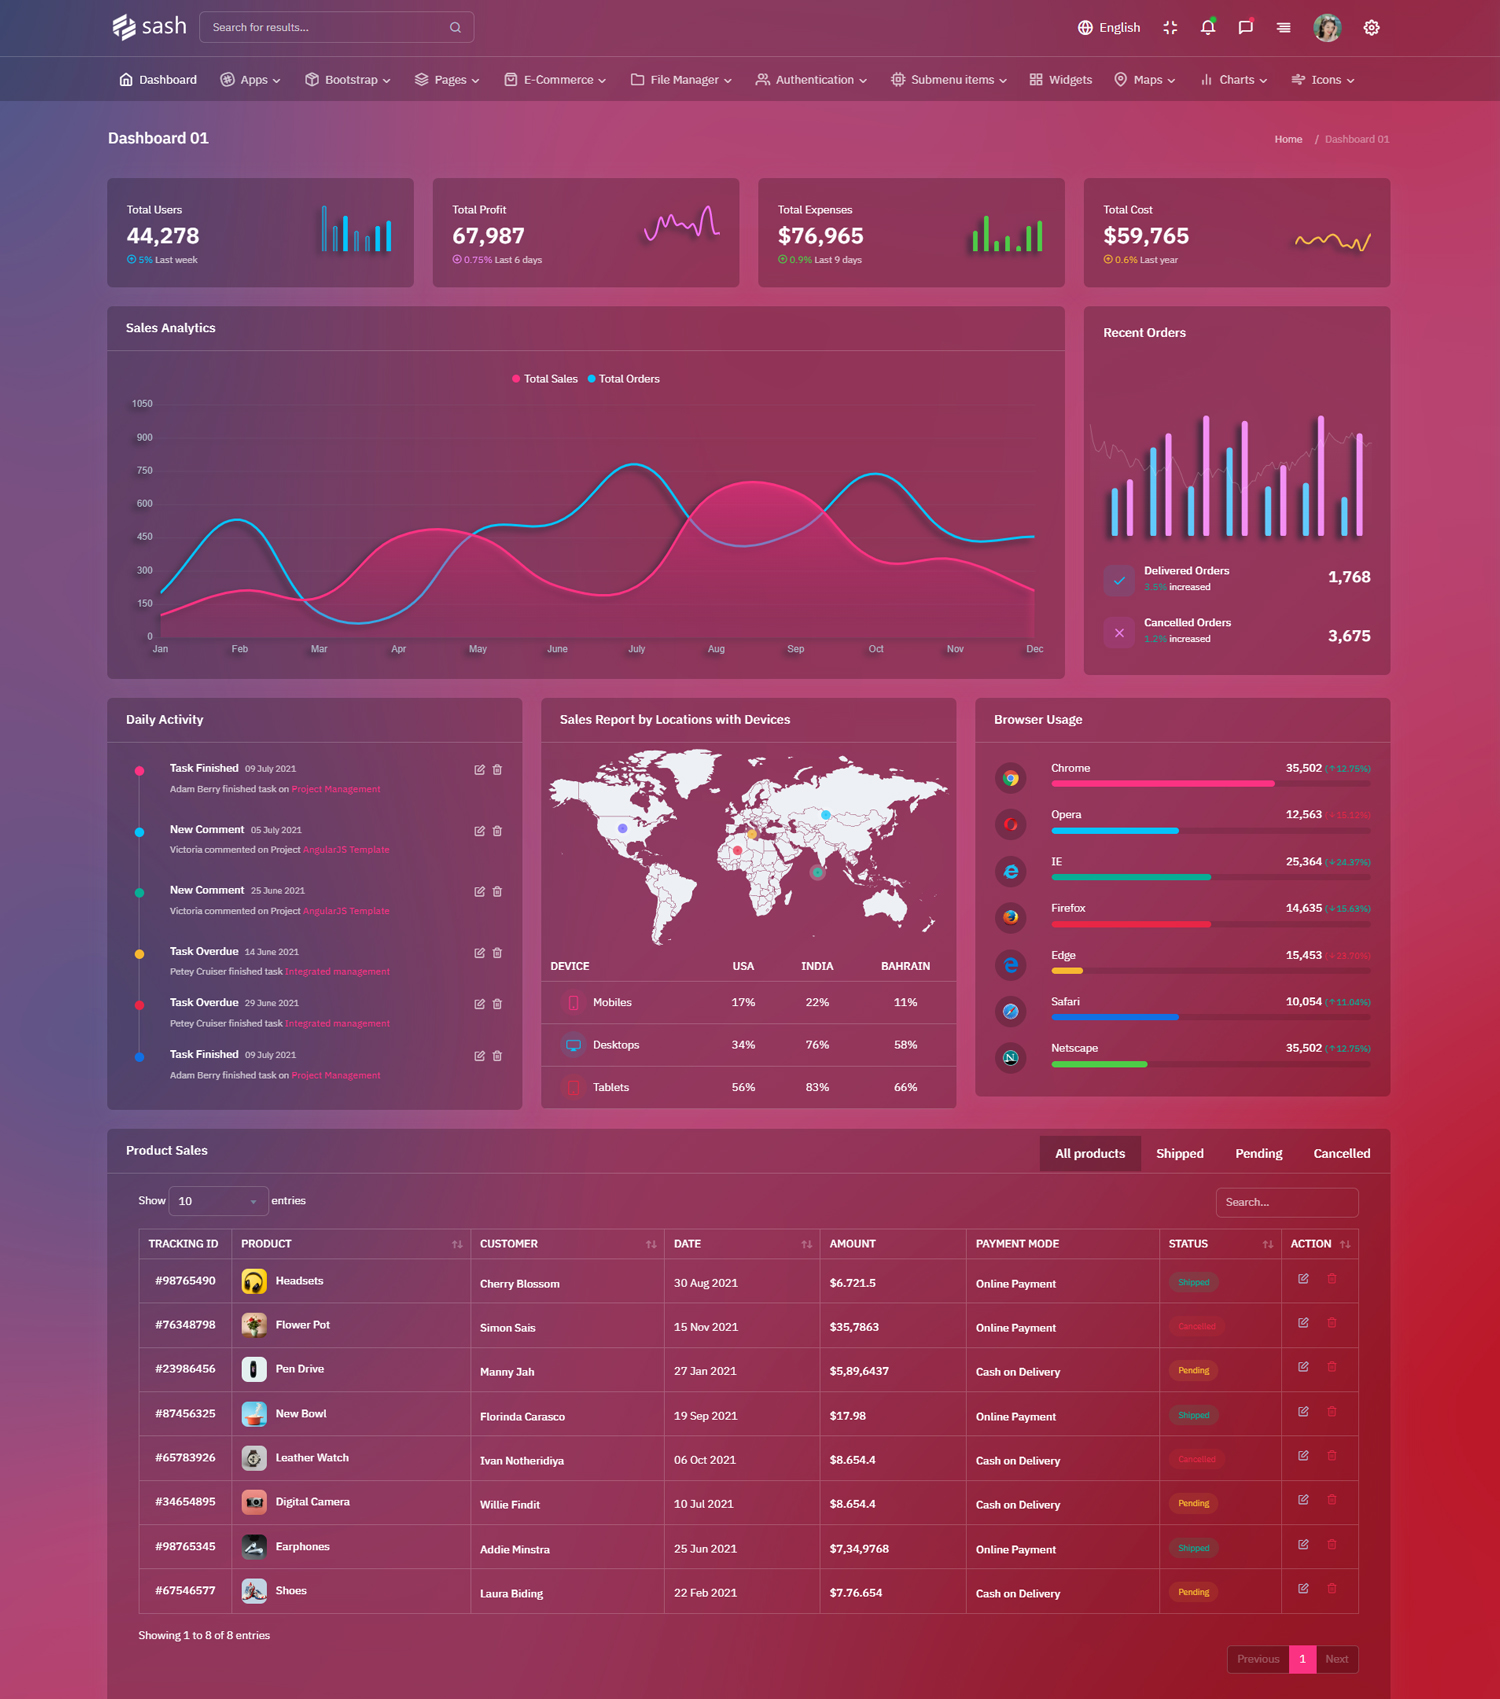 sash
Search for results...
English
Dashboard
Apps
Bootstrap
Pages
E-Commerce
File Manager
Authentication
Submenu items
Widgets
Maps
Charts
Icons
Dashboard 01
Home / Dashboard 01
Total Users
44,278
5% Last week
Total Profit
67,987
0.75% Last 6 days
Total Expenses
$76,965
0.9% Last 9 days
Total Cost
$59,765
0.6% Last year
Sales Analytics
Total Sales Total Orders
1050
900
750
600
450
300
150
0
Jan Feb Mar Apr May June July Aug Sep Oct Nov Dec
Recent Orders
Delivered Orders
3.5% increased
1,768
Cancelled Orders
1.2% increased
3,675
Daily Activity
Task Finished 09 July 2021
Adam Berry finished task on Project Management
New Comment 05 July 2021
Victoria commented on Project AngularJS Template
New Comment 25 June 2021
Victoria commented on Project AngularJS Template
Task Overdue 14 June 2021
Petey Cruiser finished task Integrated management
Task Overdue 29 June 2021
Petey Cruiser finished task Integrated management
Task Finished 09 July 2021
Adam Berry finished task on Project Management
Sales Report by Locations with Devices
DEVICE USA INDIA BAHRAIN
Mobiles 17% 22% 11%
Desktops 34% 76% 58%
Tablets 56% 83% 66%
Browser Usage
Chrome 35,502 (↑12.75%)
Opera 12,563
IE 25,364 (↓24.37%)
Firefox 14,635 (↓15.63%)
Edge 15,453 (↓23.70%)
Safari 10,054 (↑11.04%)
Netscape 35,502 (↑12.75%)
Product Sales
All products Shipped Pending Cancelled
Show 10 entries
Search...
TRACKING ID PRODUCT CUSTOMER DATE AMOUNT PAYMENT MODE STATUS ACTION
#98765490 Headsets Cherry Blossom 30 Aug 2021 $6.721.5 Online Payment Shipped
#76348798 Flower Pot Simon Sais 15 Nov 2021 $35,7863 Online Payment Cancelled
#23986456 Pen Drive Manny Jah 27 Jan 2021 $5,89,6437 Cash on Delivery Pending
#87456325 New Bowl Florinda Carasco 19 Sep 2021 $17.98 Online Payment Shipped
#65783926 Leather Watch Ivan Notheridiya 06 Oct 2021 $8.654.4 Cash on Delivery Cancelled
#34654895 Digital Camera Willie Findit 10 Jul 2021 $8.654.4 Cash on Delivery Pending
#98765345 Earphones Addie Minstra 25 Jun 2021 $7,34,9768 Online Payment Shipped
#67546577 Shoes Laura Biding 22 Feb 2021 $7.76.654 Cash on Delivery Pending
Showing 1 to 8 of 8 entries
Previous 1 Next